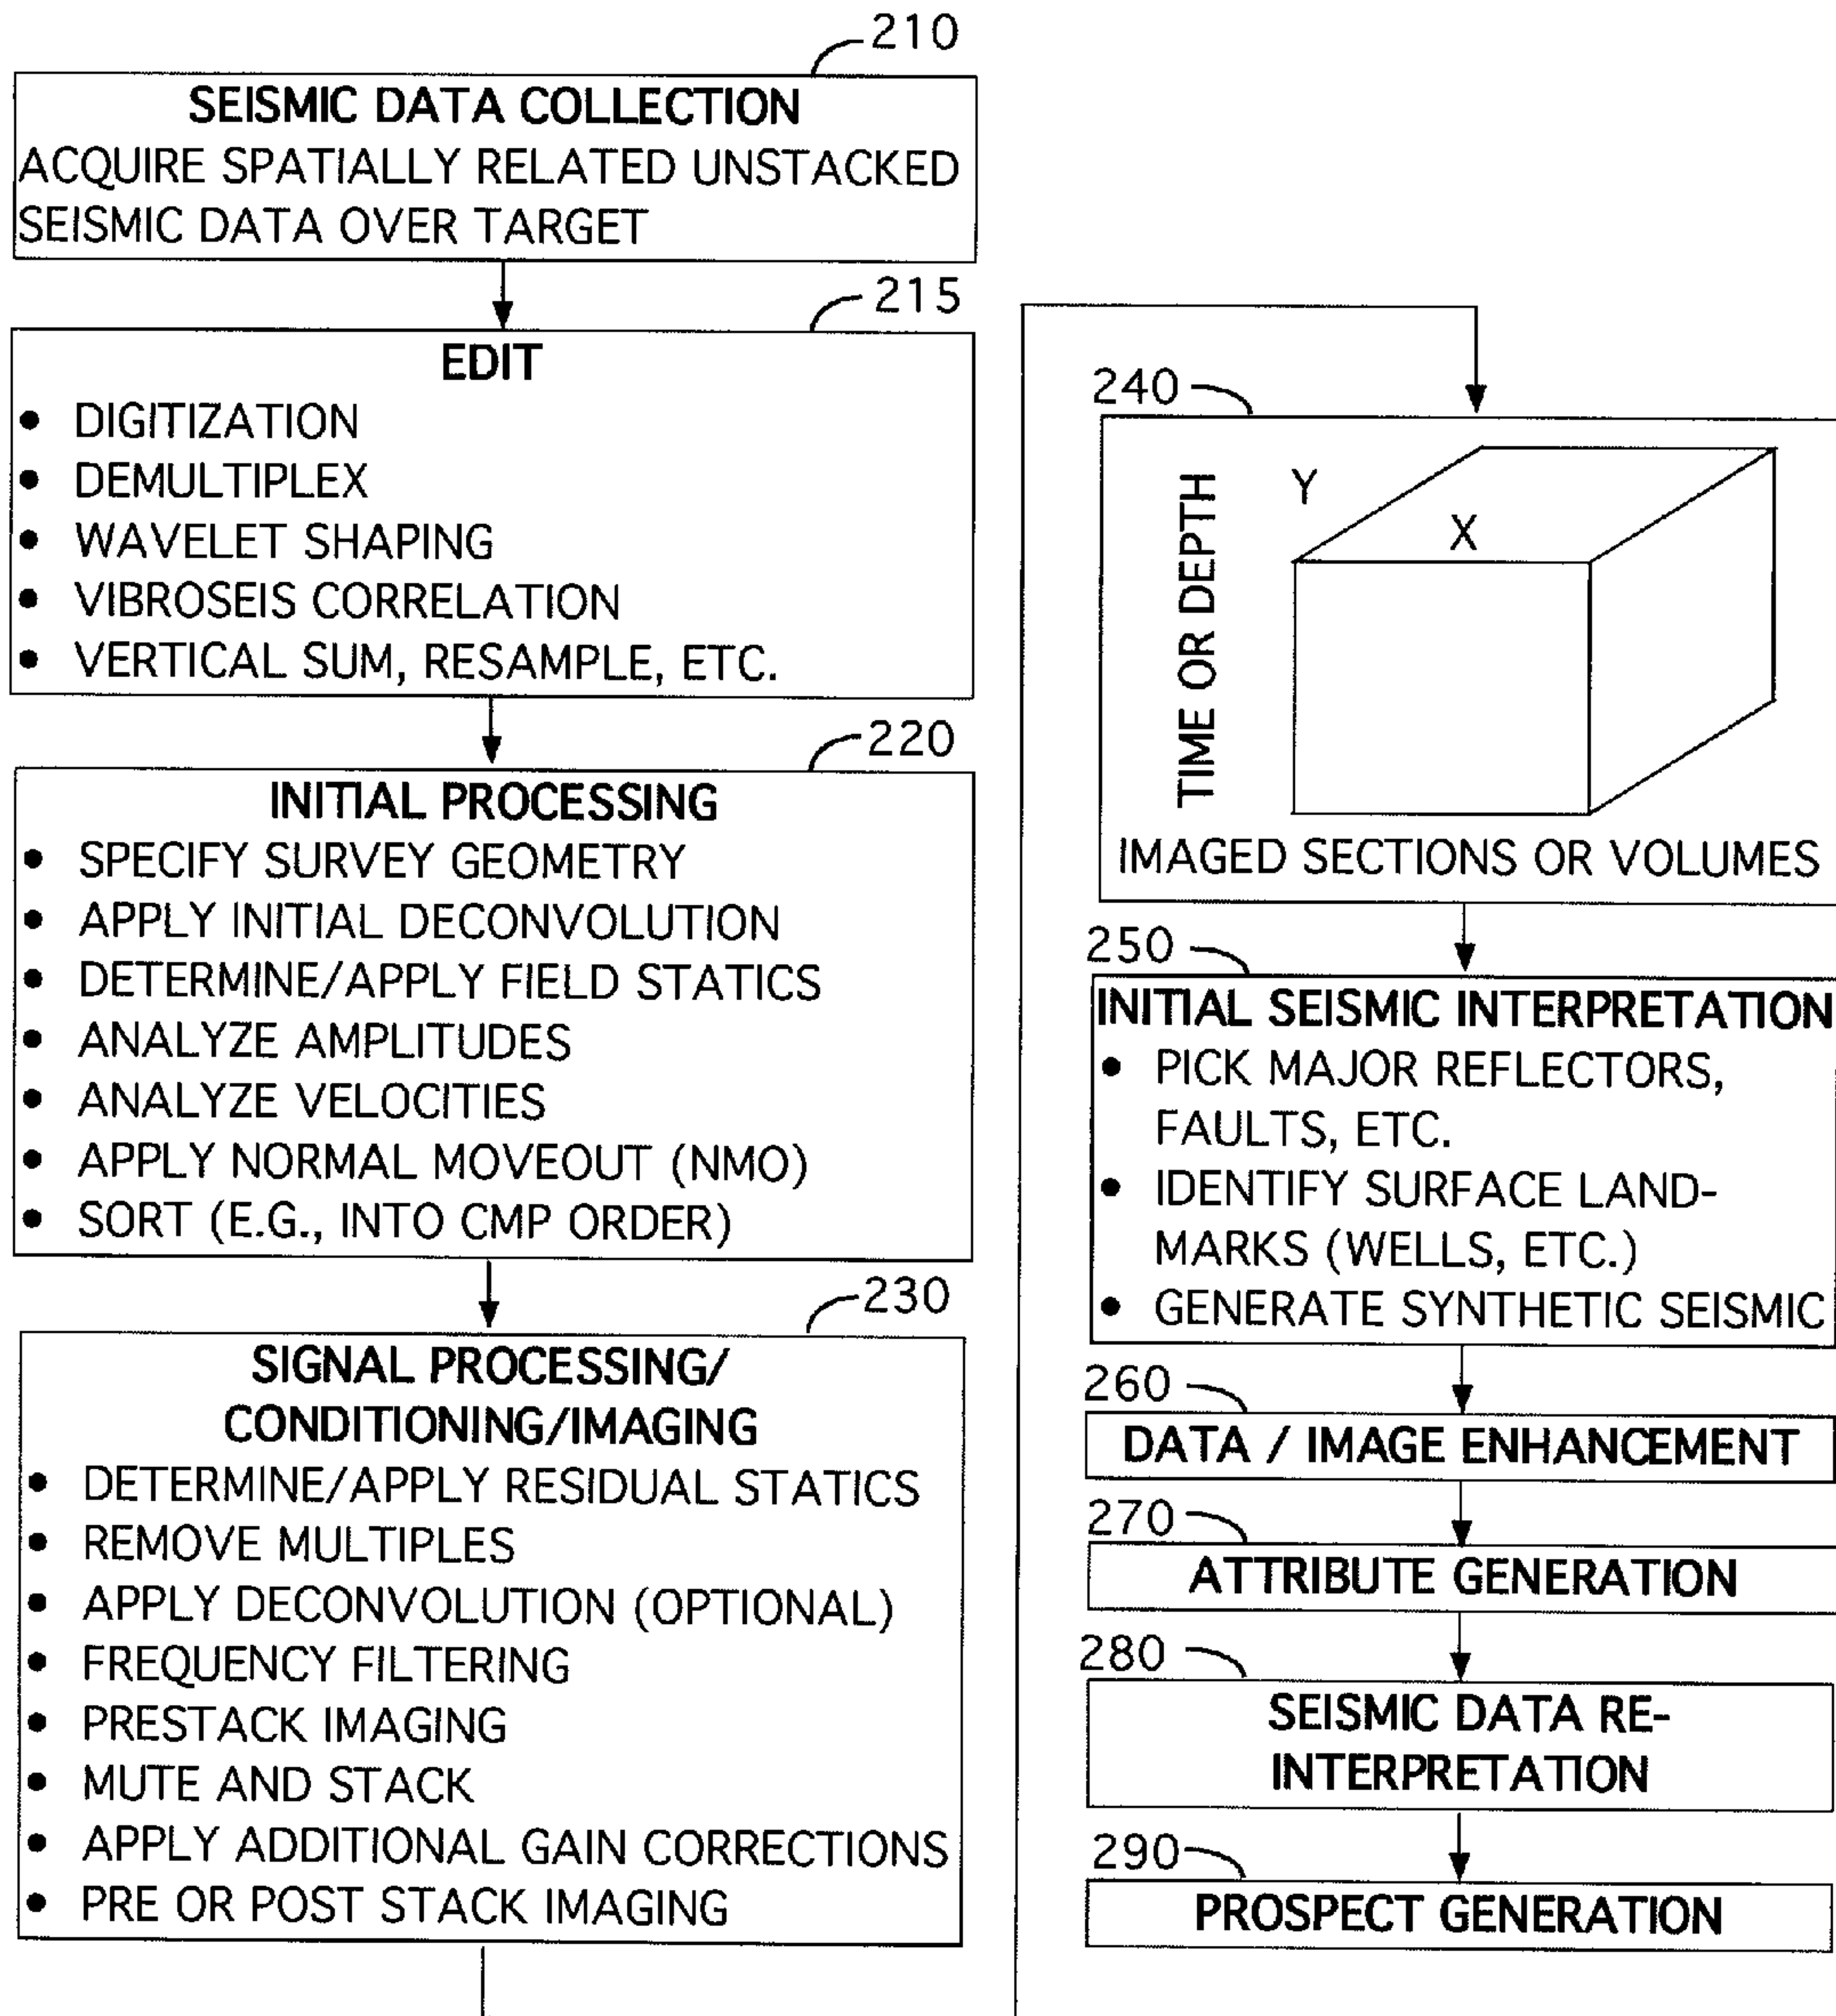 210
SEISMIC DATA COLLECTION
ACQUIRE SPATIALLY RELATED UNSTACKED
SEISMIC DATA OVER TARGET
215
EDIT
• DIGITIZATION
• DEMULTIPLEX
• WAVELET SHAPING
• VIBROSEIS CORRELATION
• VERTICAL SUM, RESAMPLE, ETC.
220
INITIAL PROCESSING
• SPECIFY SURVEY GEOMETRY
• APPLY INITIAL DECONVOLUTION
• DETERMINE/APPLY FIELD STATICS
• ANALYZE AMPLITUDES
• ANALYZE VELOCITIES
• APPLY NORMAL MOVEOUT (NMO)
• SORT (E.G., INTO CMP ORDER)
230
SIGNAL PROCESSING/
CONDITIONING/IMAGING
• DETERMINE/APPLY RESIDUAL STATICS
• REMOVE MULTIPLES
• APPLY DECONVOLUTION (OPTIONAL)
• FREQUENCY FILTERING
• PRESTACK IMAGING
• MUTE AND STACK
• APPLY ADDITIONAL GAIN CORRECTIONS
• PRE OR POST STACK IMAGING
240
TIME OR DEPTH
Y
X
IMAGED SECTIONS OR VOLUMES
250
INITIAL SEISMIC INTERPRETATION
• PICK MAJOR REFLECTORS,
FAULTS, ETC.
• IDENTIFY SURFACE LAND-
MARKS (WELLS, ETC.)
• GENERATE SYNTHETIC SEISMIC
260
DATA / IMAGE ENHANCEMENT
270
ATTRIBUTE GENERATION
280
SEISMIC DATA RE-
INTERPRETATION
290
PROSPECT GENERATION